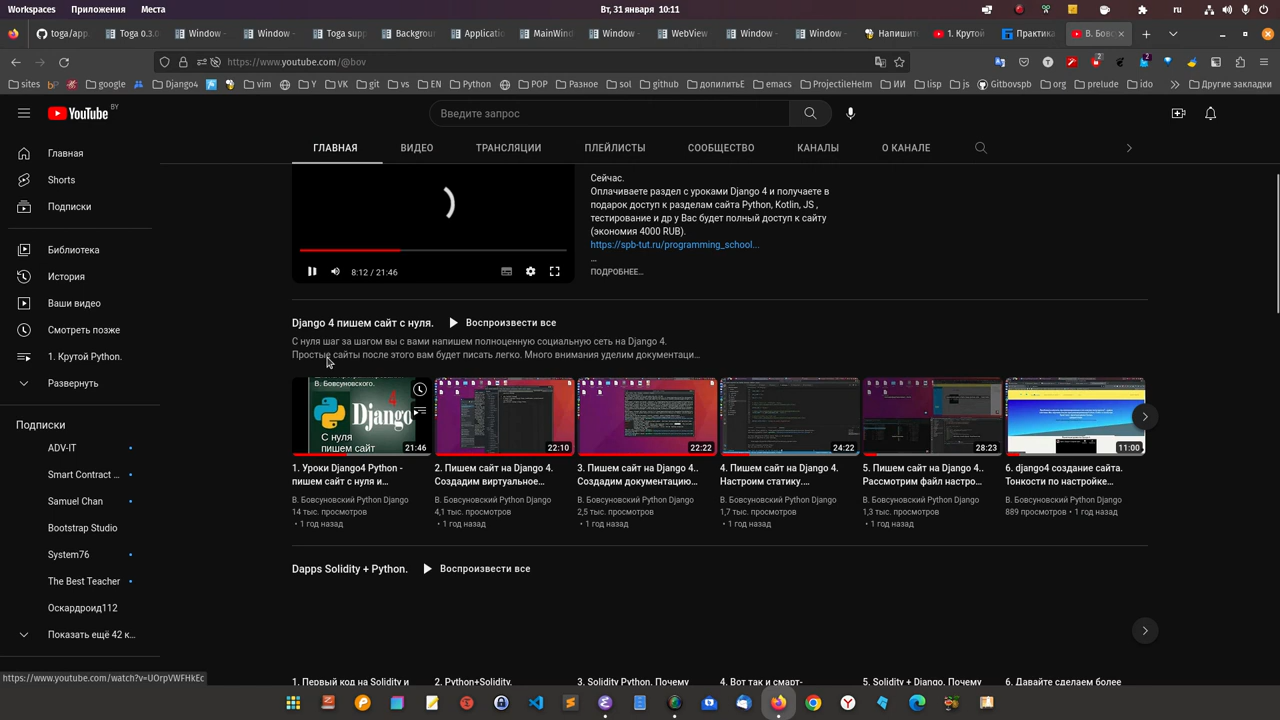 Workspaces Приложения Места Вт, 31 января 10:11 ru
toga/app. Toga 0.3.0 Window - Window - Toga supp Backgroun Applicatio MainWind Window - WebView Window - Window - Напишит 1. Крутой Практика В. Бовс
https://www.youtube.com/@bov
sites google Django4 vim Y VK git vs EN Python POP Разное sol github допилитьЕ emacs ProjectileHelm ИИ lisp js Gitbovspb org prelude ido Другие закладки
YouTube BY
Введите запрос
ГЛАВНАЯ ВИДЕО ТРАНСЛЯЦИИ ПЛЕЙЛИСТЫ СООБЩЕСТВО КАНАЛЫ О КАНАЛЕ
Главная
Shorts
Подписки
Библиотека
История
Ваши видео
Смотреть позже
1. Крутой Python.
Развернуть
Подписки
ADV-IT
Smart Contract ...
Samuel Chan
Bootstrap Studio
System76
The Best Teacher
Оскардроид112
Показать ещё 42 к...
8:12 / 21:46
Сейчас.
Оплачиваете раздел с уроками Django 4 и получаете в
подарок доступ к разделам сайта Python, Kotlin, JS ,
тестирование и др у Вас будет полный доступ к сайту
(экономия 4000 RUB).
https://spb-tut.ru/programming_school...
...
ПОДРОБНЕЕ...
Django 4 пишем сайт с нуля. Воспроизвести все
С нуля шаг за шагом вы с вами напишем полноценную социальную сеть на Django 4.
Простые сайты после этого вам будет писать легко. Много внимания уделим документаци...
В. Бовсуновского.
4
Django
С нуля
пишем сайт
21:46 22:10 22:22 24:22 28:23 11:00
1. Уроки Django4 Python -
пишем сайт с нуля и...
В. Бовсуновский Python Django
14 тыс. просмотров
• 1 год назад
2. Пишем сайт на Django 4.
Создадим виртуальное...
В. Бовсуновский Python Django
4,1 тыс. просмотров
• 1 год назад
3. Пишем сайт на Django 4..
Создадим документацию...
В. Бовсуновский Python Django
2,5 тыс. просмотров
• 1 год назад
4. Пишем сайт на Django 4.
Настроим статику....
В. Бовсуновский Python Django
1,7 тыс. просмотров
• 1 год назад
5. Пишем сайт на Django 4..
Рассмотрим файл настро...
В. Бовсуновский Python Django
1,3 тыс. просмотров
• 1 год назад
6. django4 создание сайта.
Тонкости по настройке...
В. Бовсуновский Python Django
889 просмотров • 1 год назад
Dapps Solidity + Python. Воспроизвести все
1. Первый код на Solidity и 2. Python+Solidity. 3. Solidity Python. Почему 4. Вот так и смарт- 5. Solidity + Django. Почему 6. Давайте сделаем более
https://www.youtube.com/watch?v=UOrpVWFHkEc